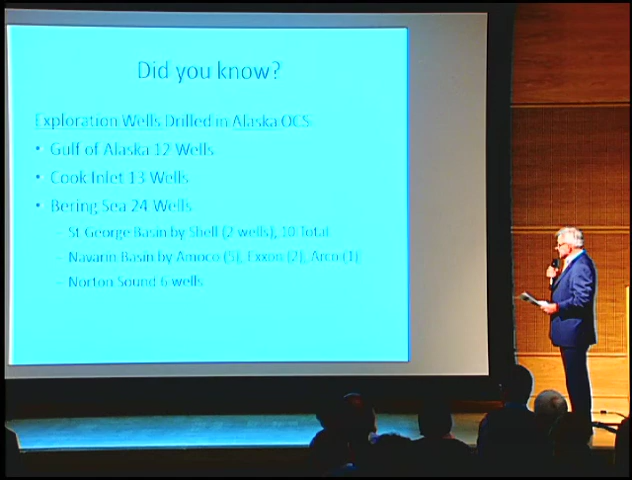 Did you know?
Exploration Wells Drilled in Alaska OCS
• Gulf of Alaska 12 Wells
• Cook Inlet 13 Wells
• Bering Sea 24 Wells
– St George Basin by Shell (2 wells), 10 Total
– Navarin Basin by Amoco (5), Exxon (2), Arco (1)
– Norton Sound 6 wells